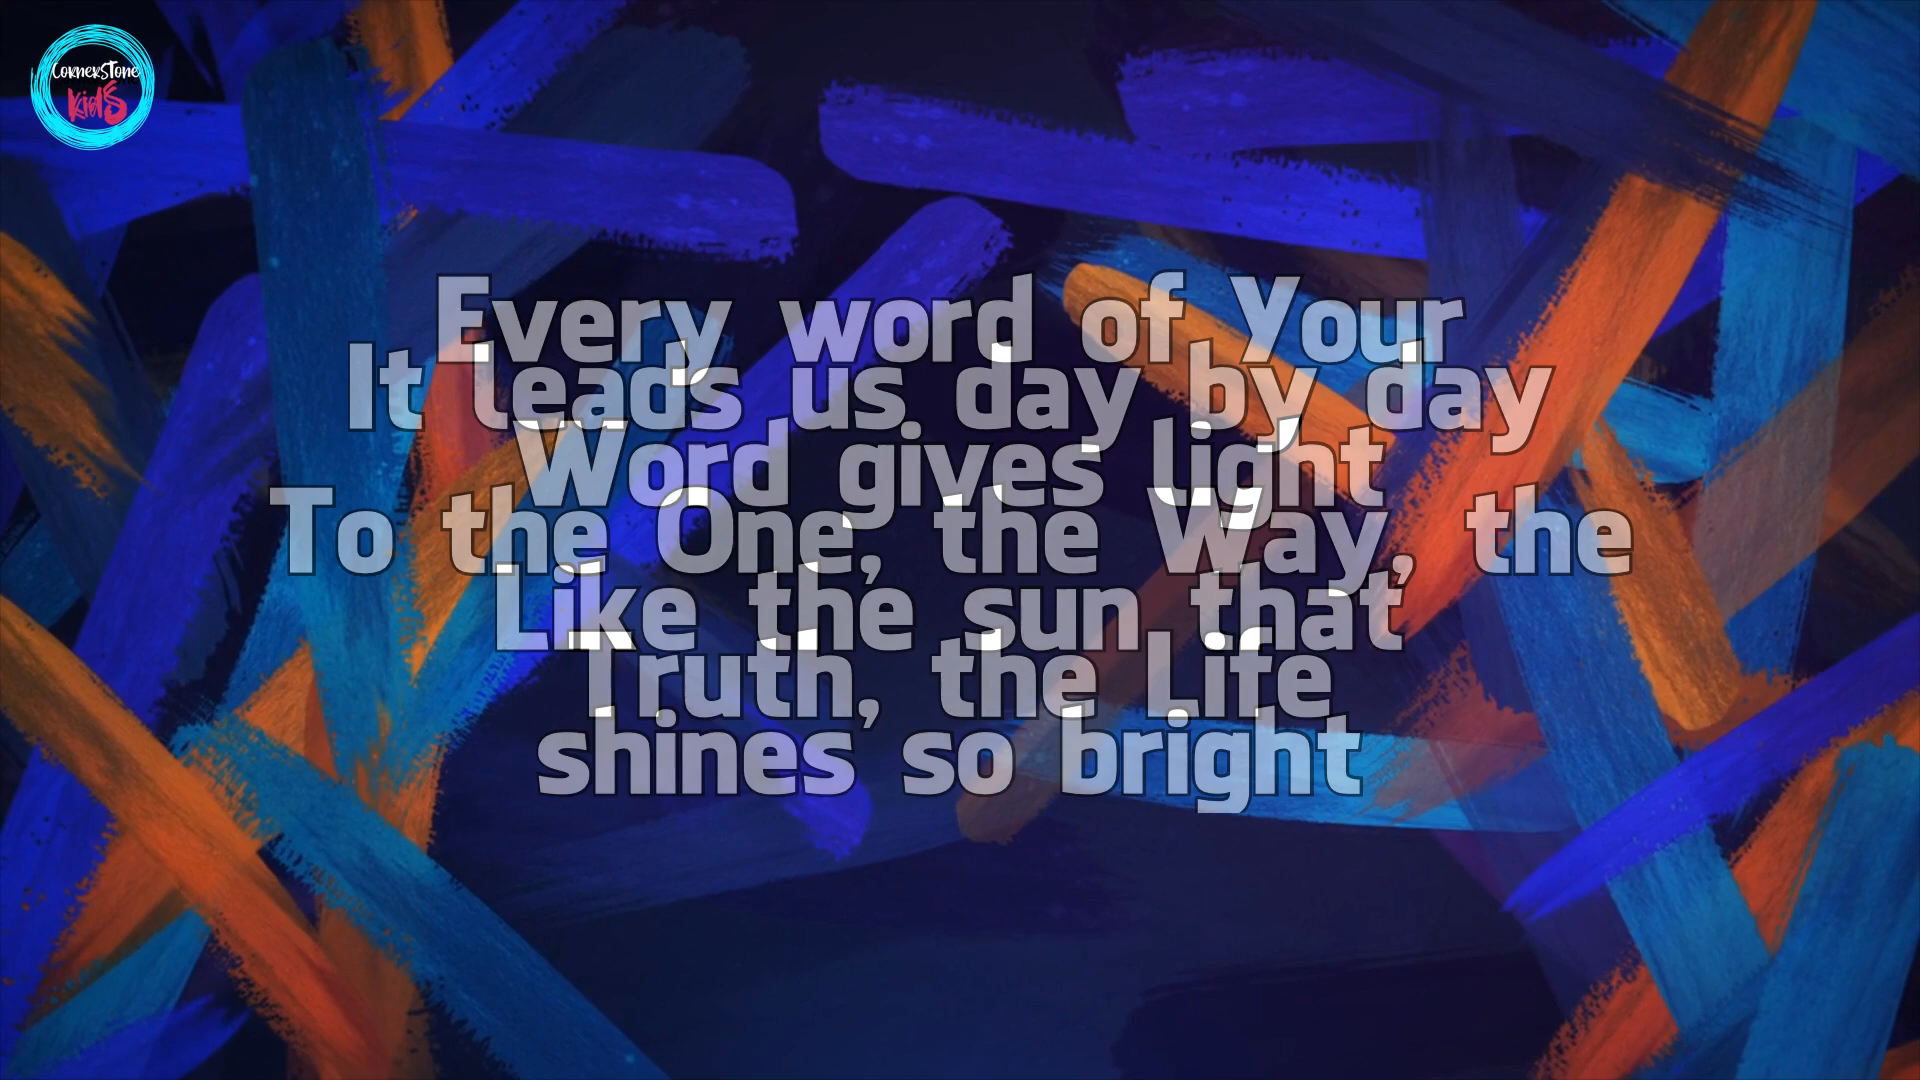 CornerStone
Kids
Every word of Your
It leads us day by day
Word gives light
To the One, the Way, the
Like the sun that
Truth, the Life
shines so bright